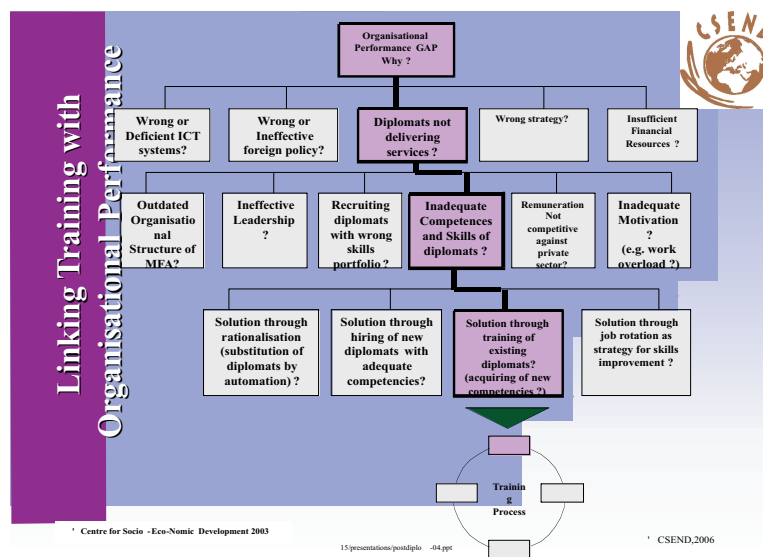 Linking Training with
Organisational Performance
CSEND
Organisational
Performance GAP
Why ?
Wrong or
Deficient ICT
systems?
Wrong or
Ineffective
foreign policy?
Diplomats not
delivering
services ?
Wrong strategy?
Insufficient
Financial
Resources ?
Outdated
Organisatio
nal
Structure of
MFA?
Ineffective
Leadership
?
Recruiting
diplomats
with wrong
skills
portfolio ?
Inadequate
Competences
and Skills of
diplomats ?
Remuneration
Not
competitive
against
private
sector?
Inadequate
Motivation
?
(e.g. work
overload ?)
Solution through
rationalisation
(substitution of
diplomats by
automation) ?
Solution through
hiring of new
diplomats with
adequate
competencies?
Solution through
training of
existing
diplomats?
(acquiring of new
competencies ?)
Solution through
job rotation as
strategy for skills
improvement ?
Trainin
g
Process
' Centre for Socio -Eco-Nomic Development 2003
15/presentations/postdiplo -04.ppt
' CSEND,2006